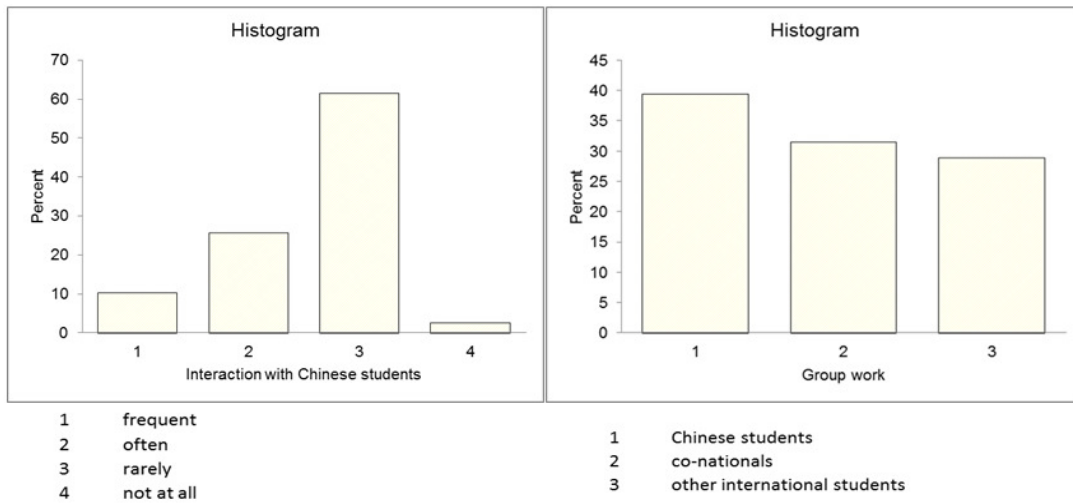 Histogram
70
60
50
40
30
20
10
0
Percent
1 2 3 4
Interaction with Chinese students
1 frequent
2 often
3 rarely
4 not at all
Histogram
45
40
35
30
25
20
15
10
5
0
Percent
1 2 3
Group work
1 Chinese students
2 co-nationals
3 other international students